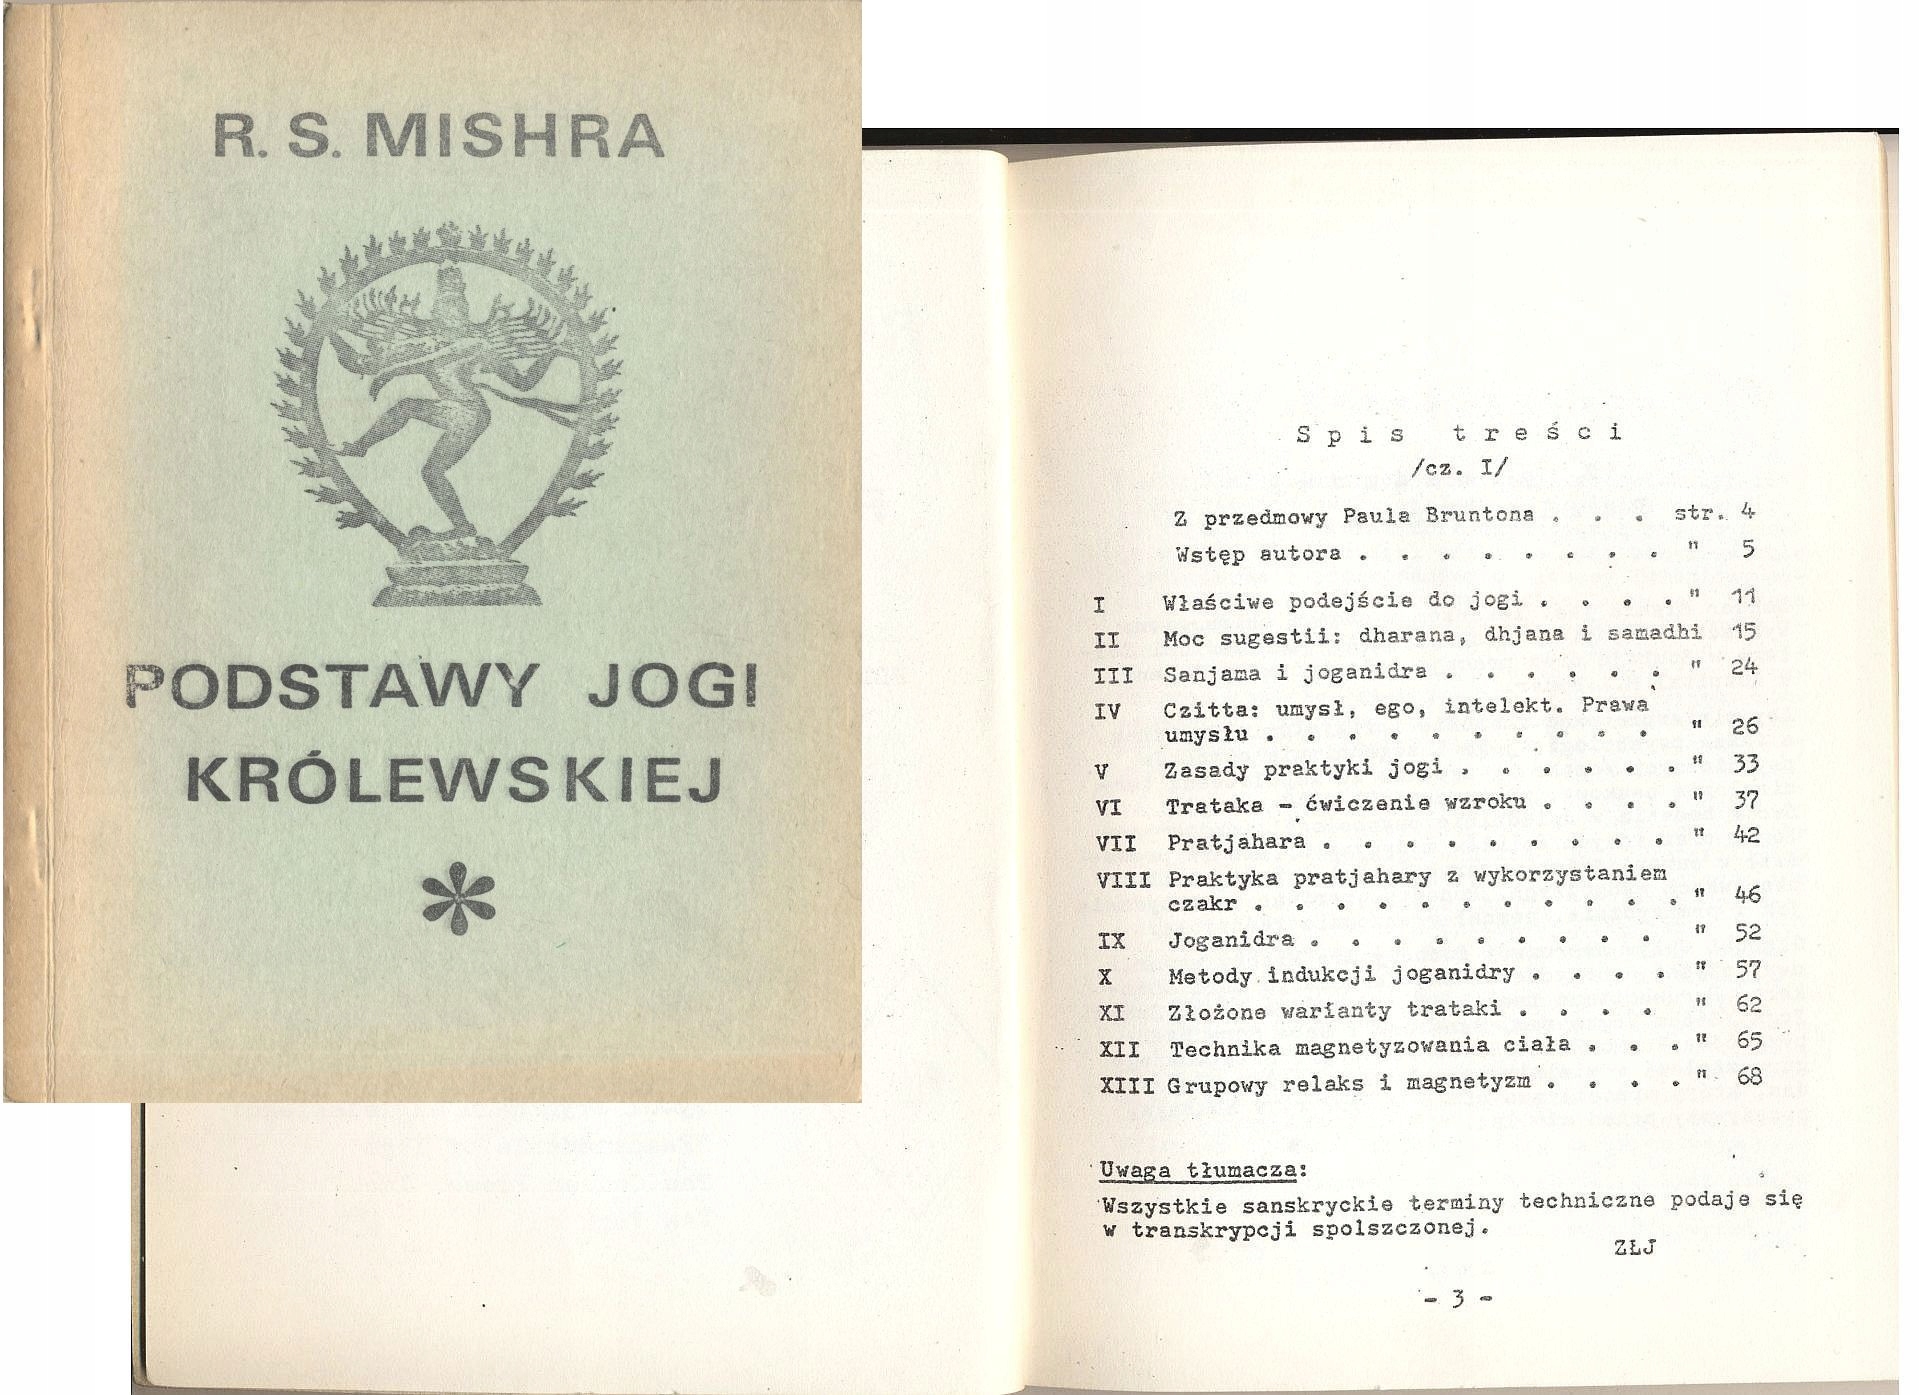 R. S. MISHRA
PODSTAWY JOGI
KRÓLEWSKIEJ
Spis treści
/cz. I/
Z przedmowy Paula Bruntona . . . str. 4
Wstęp autora . . . . . . . . " 5
I Właściwe podejście do jogi . . . . " 11
II Moc sugestii: dharana, dhjana i samadhi 15
III Sanjama i joganidra . . . . . . " 24
IV Czitta: umysł, ego, intelekt. Prawa
umysłu . . . . . . . . . . " 26
V Zasady praktyki jogi . . . . . . " 33
VI Trataka - ćwiczenie wzroku . . . . " 37
VII Pratjahara . . . . . . . . . " 42
VIII Praktyka pratjahary z wykorzystaniem
czakr . . . . . . . . . . . " 46
IX Joganidra . . . . . . . . . " 52
X Metody indukcji joganidry . . . . " 57
XI Złożone warianty trataki . . . . " 62
XII Technika magnetyzowania ciała . . . " 65
XIII Grupowy relaks i magnetyzm . . . . " 68
Uwaga tłumacza:
Wszystkie sanskryckie terminy techniczne podaje się
w transkrypcji spolszczonej.
ZŁJ
- 3 -